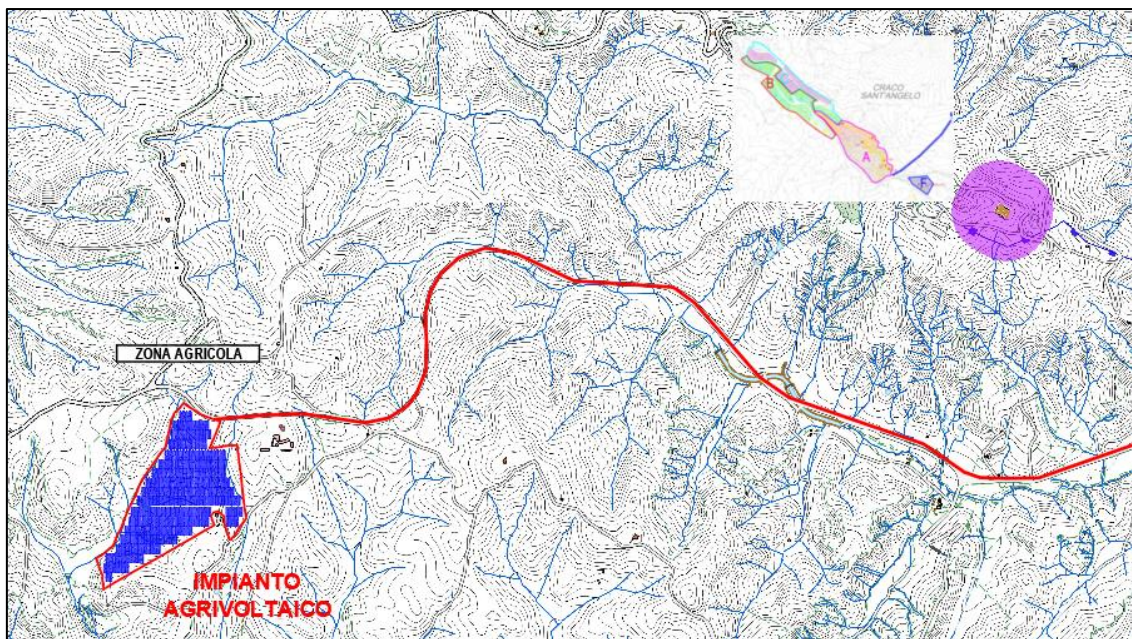 B
CRACO
SANT'ANGELO
A
F
ZONA AGRICOLA
IMPIANTO
AGRIVOLTAICO